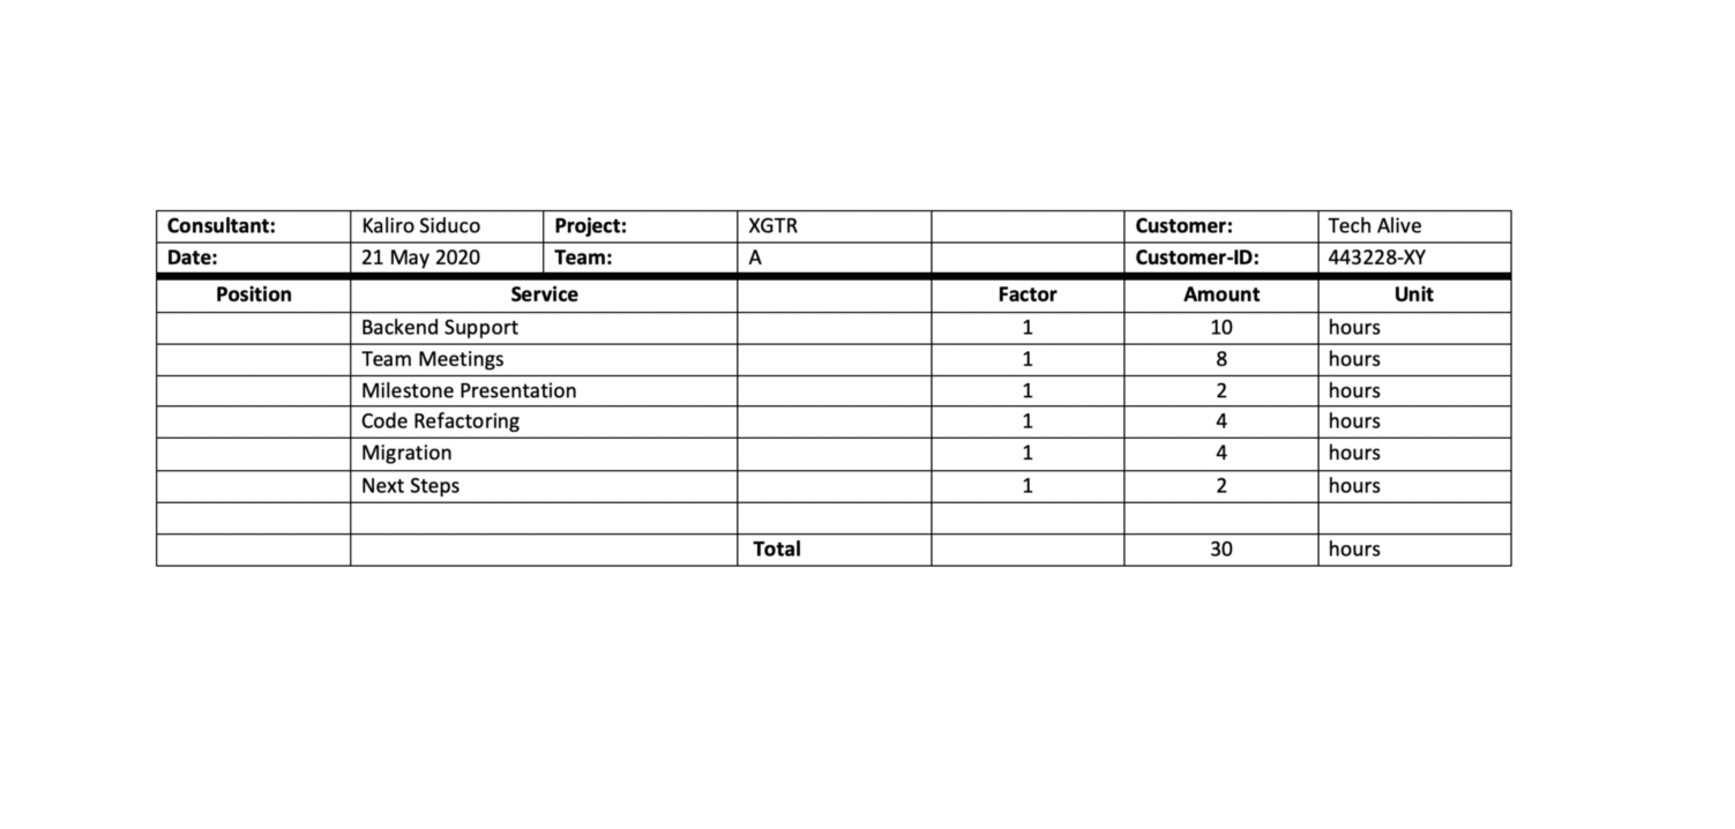 Consultant: Kaliro Siduco Project: XGTR Customer: Tech Alive
Date: 21 May 2020 Team: A Customer-ID: 443228-XY
Position Service Factor Amount Unit
Backend Support 1 10 hours
Team Meetings 1 8 hours
Milestone Presentation 1 2 hours
Code Refactoring 1 4 hours
Migration 1 4 hours
Next Steps 1 2 hours
Total 30 hours